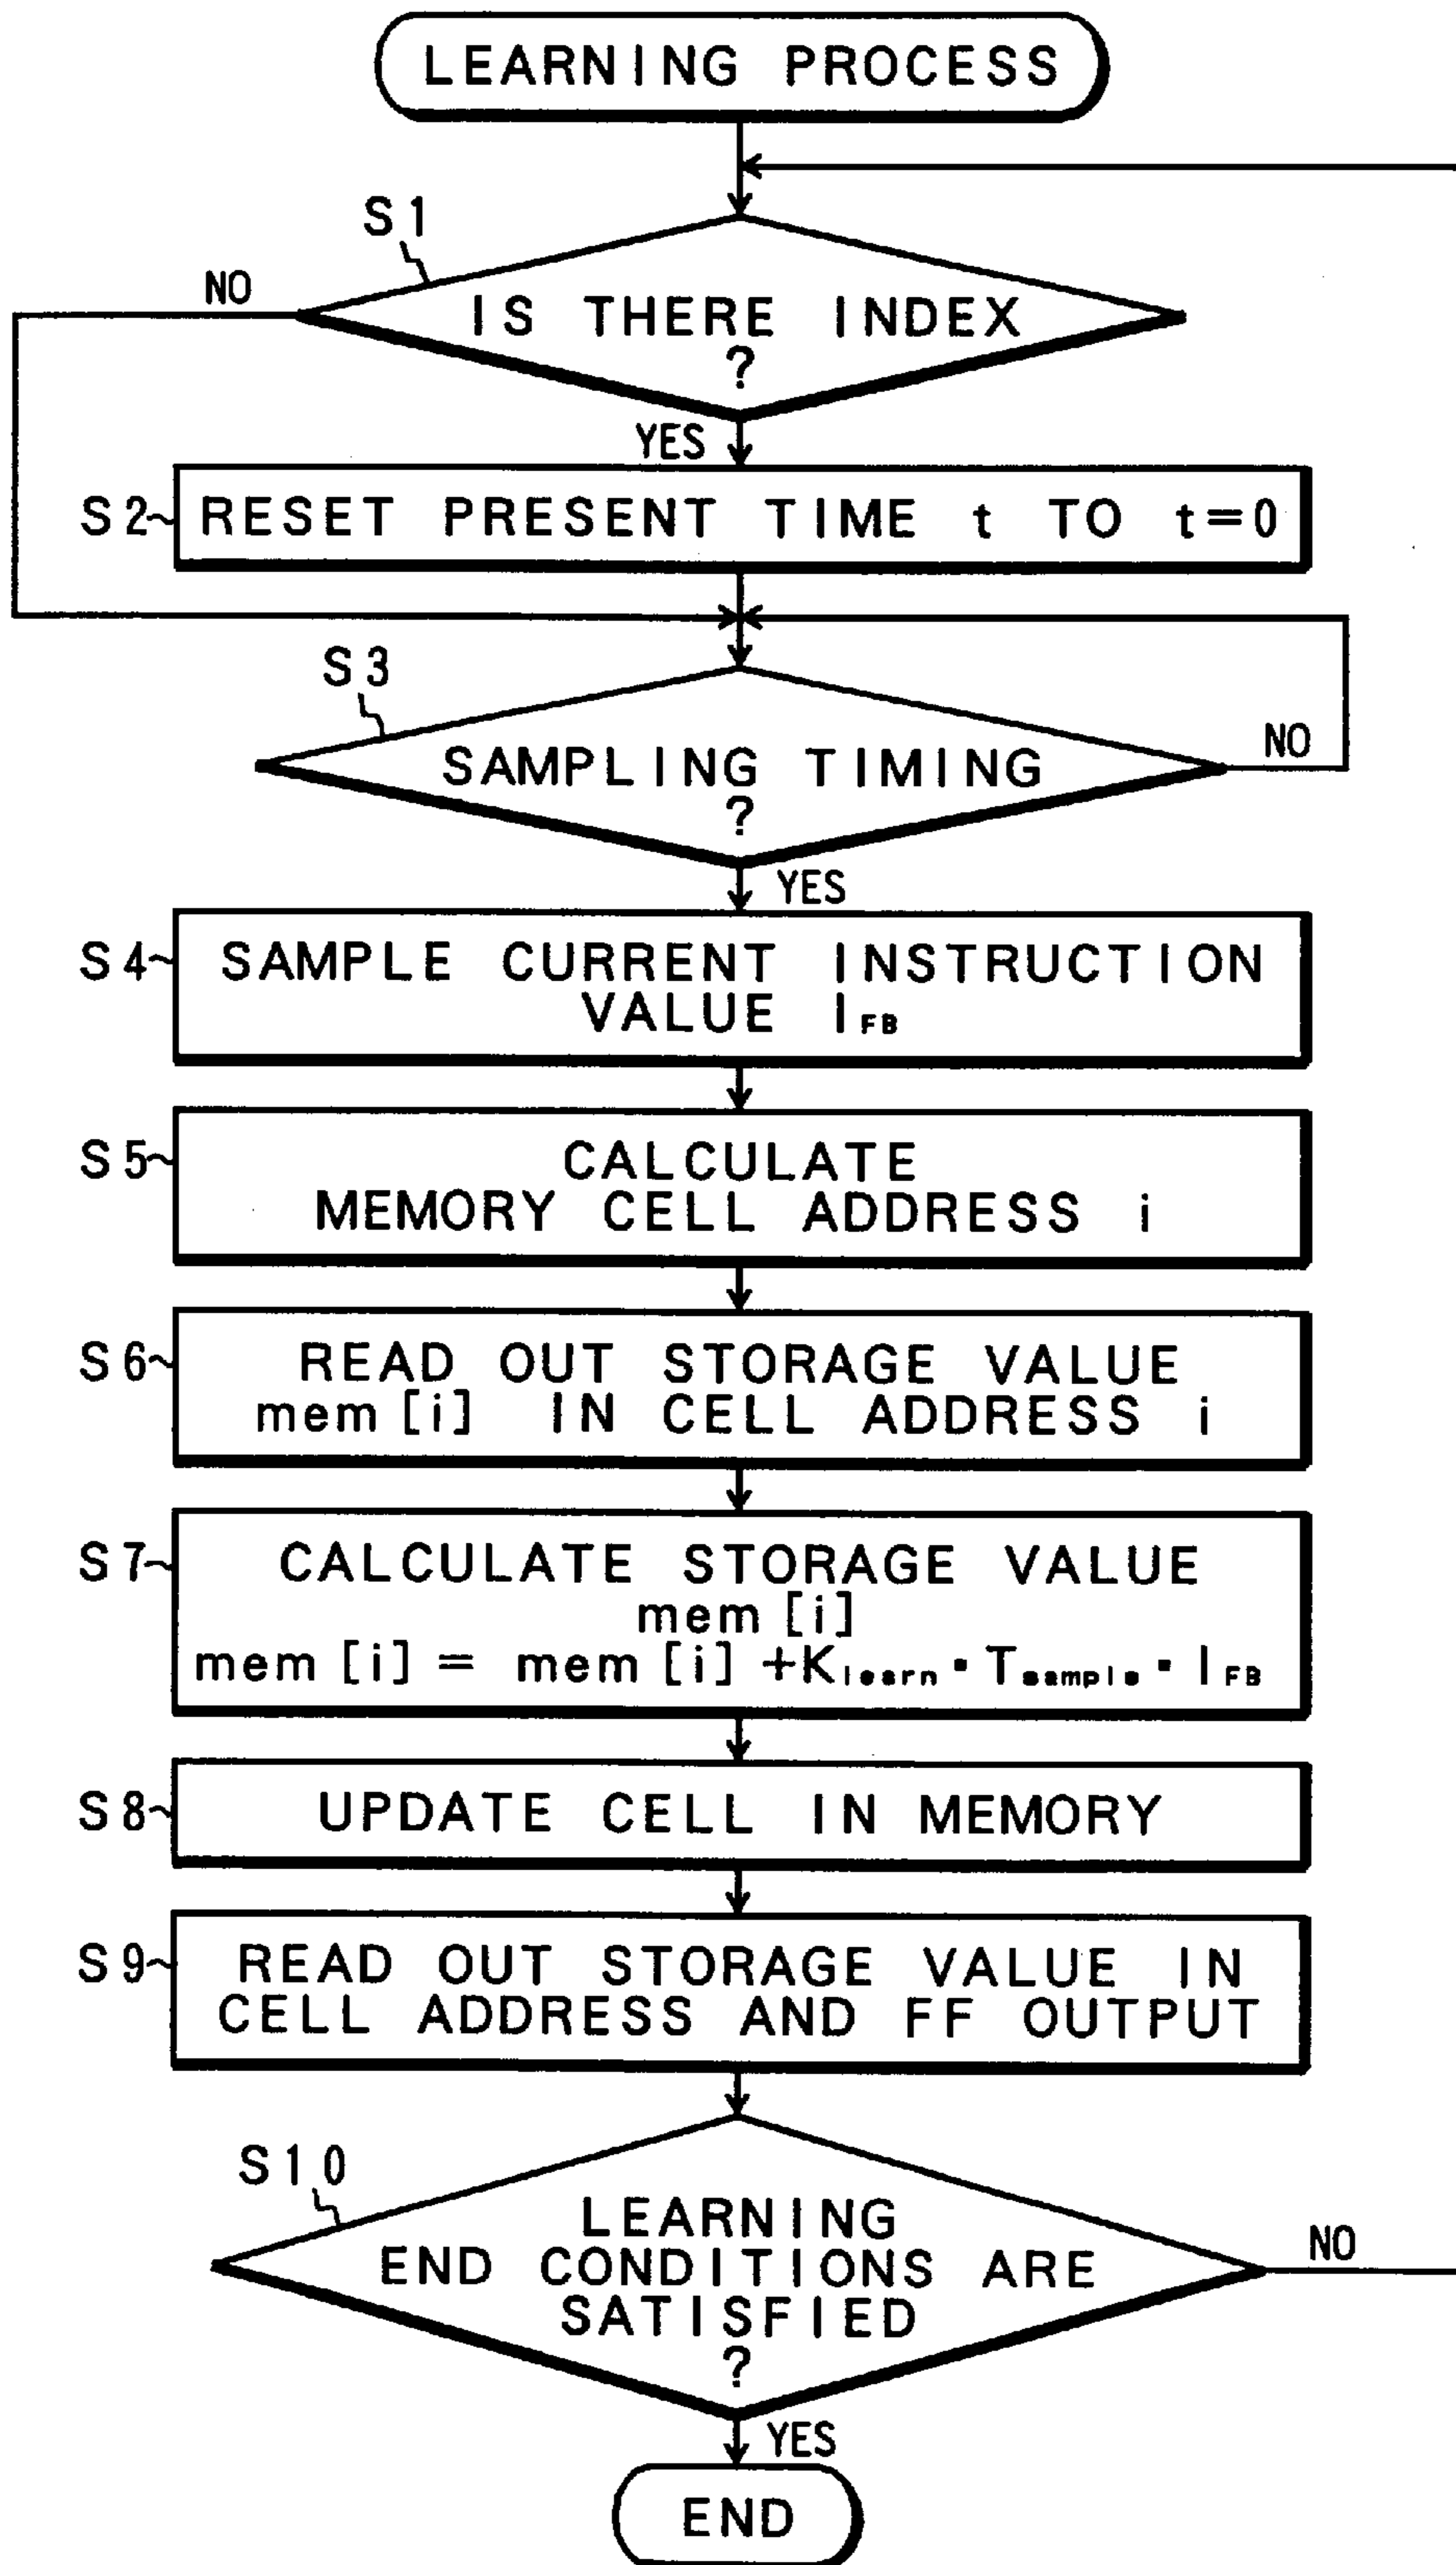 LEARNING PROCESS
S1
NO
IS THERE INDEX
?
YES
S2
RESET PRESENT TIME t TO t=0
S3
SAMPLING TIMING
?
NO
YES
S4
SAMPLE CURRENT INSTRUCTION
VALUE IFB
S5
CALCULATE
MEMORY CELL ADDRESS i
S6
READ OUT STORAGE VALUE
mem [i] IN CELL ADDRESS i
S7
CALCULATE STORAGE VALUE
mem [i]
mem [i] = mem [i] +Klearn ▪ Tsample ▪ IFB
S8
UPDATE CELL IN MEMORY
S9
READ OUT STORAGE VALUE IN
CELL ADDRESS AND FF OUTPUT
S10
LEARNING
END CONDITIONS ARE
SATISFIED
?
NO
YES
END